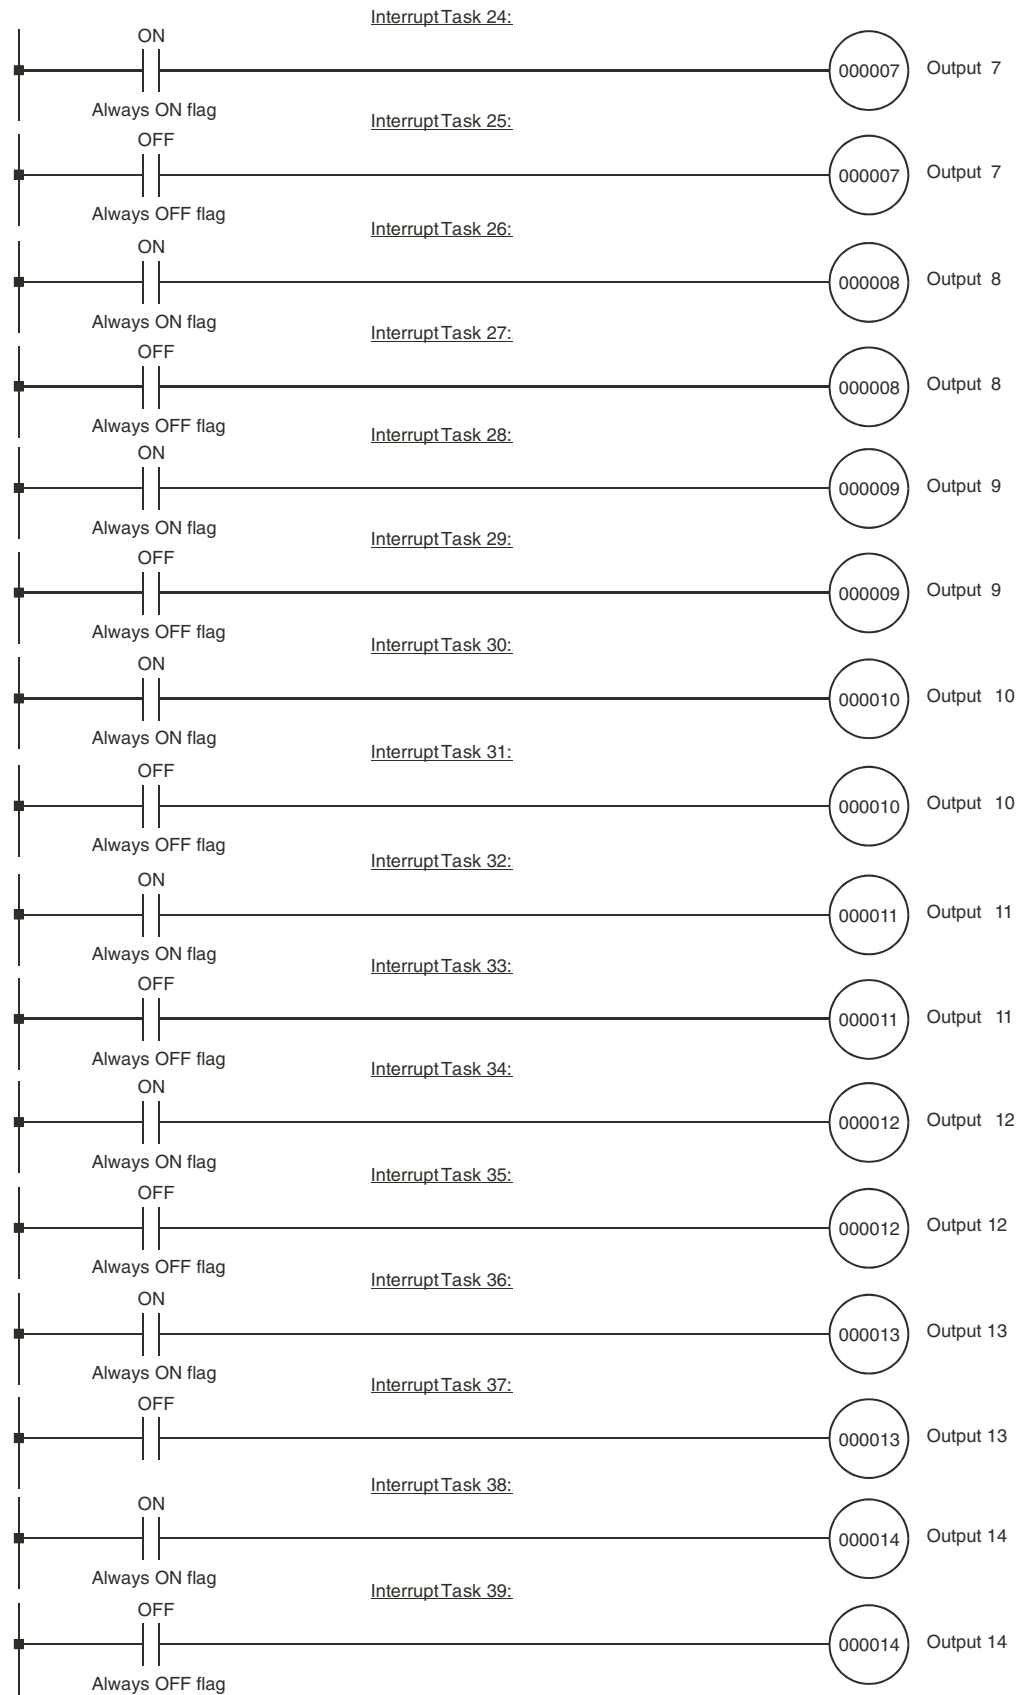 Interrupt Task 24:
ON
000007 Output 7
Always ON flag
Interrupt Task 25:
OFF
000007 Output 7
Always OFF flag
Interrupt Task 26:
ON
000008 Output 8
Always ON flag
Interrupt Task 27:
OFF
000008 Output 8
Always OFF flag
Interrupt Task 28:
ON
000009 Output 9
Always ON flag
Interrupt Task 29:
OFF
000009 Output 9
Always OFF flag
Interrupt Task 30:
ON
000010 Output 10
Always ON flag
Interrupt Task 31:
OFF
000010 Output 10
Always OFF flag
Interrupt Task 32:
ON
000011 Output 11
Always ON flag
Interrupt Task 33:
OFF
000011 Output 11
Always OFF flag
Interrupt Task 34:
ON
000012 Output 12
Always ON flag
Interrupt Task 35:
OFF
000012 Output 12
Always OFF flag
Interrupt Task 36:
ON
000013 Output 13
Always ON flag
Interrupt Task 37:
OFF
000013 Output 13
Interrupt Task 38:
ON
000014 Output 14
Always ON flag
Interrupt Task 39:
OFF
000014 Output 14
Always OFF flag